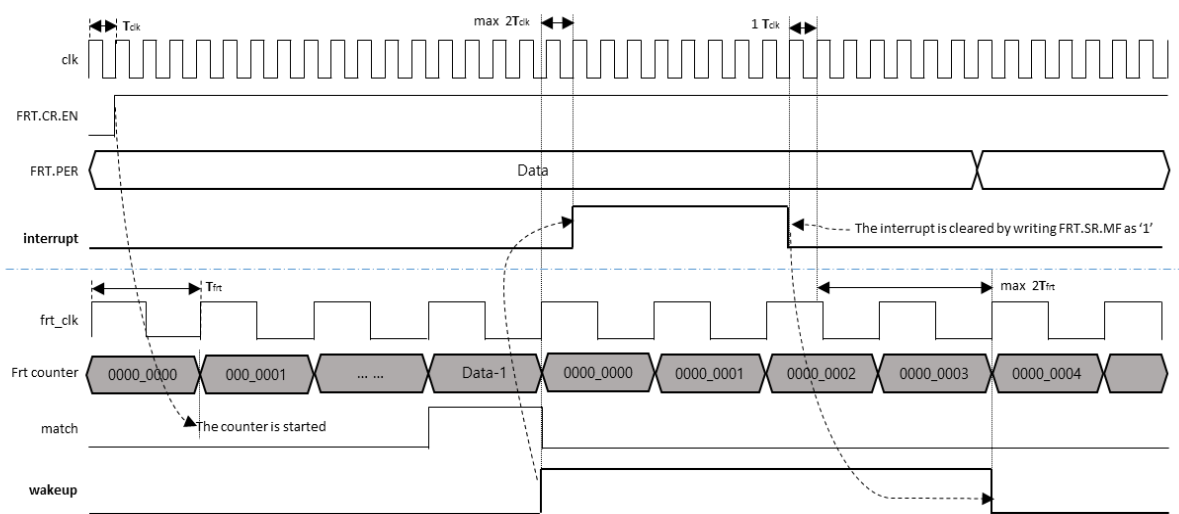 Tclk
max 2Tclk
1 Tclk
clk
FRT.CR.EN
FRT.PER
Data
interrupt
The interrupt is cleared by writing FRT.SR.MF as '1'
Tfrt
max 2Tfrt
frt_clk
Frt counter
0000_0000
000_0001
... ...
Data-1
0000_0000
0000_0001
0000_0002
0000_0003
0000_0004
match
The counter is started
wakeup